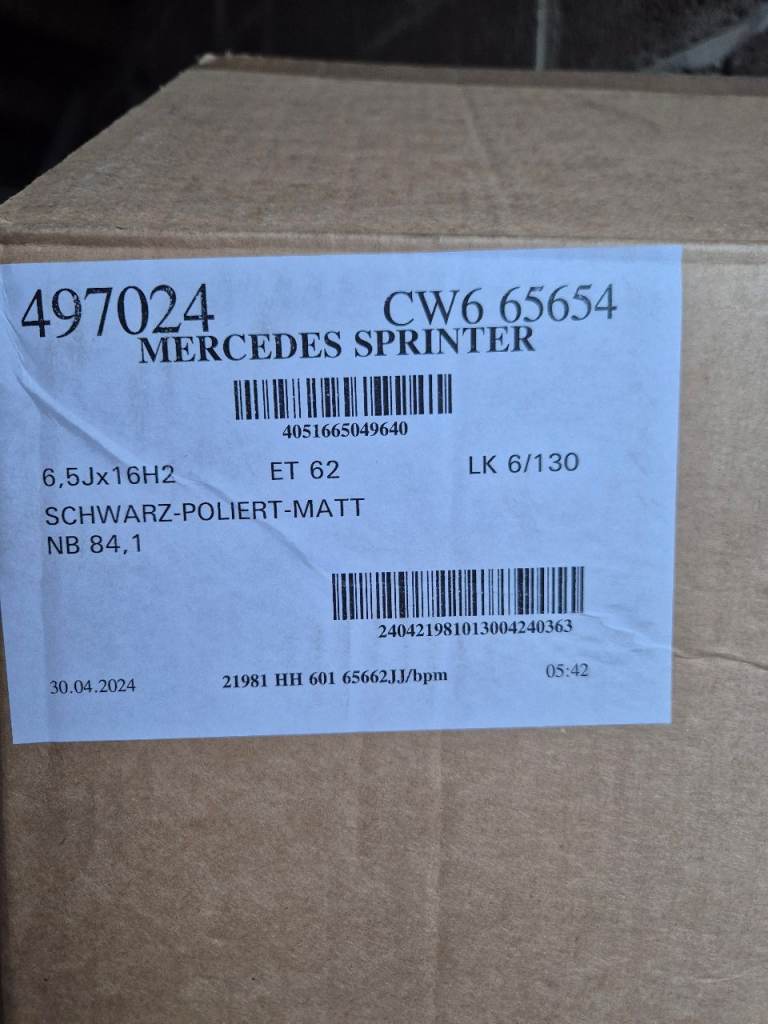 497024 CW6 65654
MERCEDES SPRINTER
4051665049640
6,5Jx16H2 ET 62 LK 6/130
SCHWARZ-POLIERT-MATT
NB 84,1
240421981013004240363
30.04.2024 21981 HH 601 65662JJ/bpm 05:42